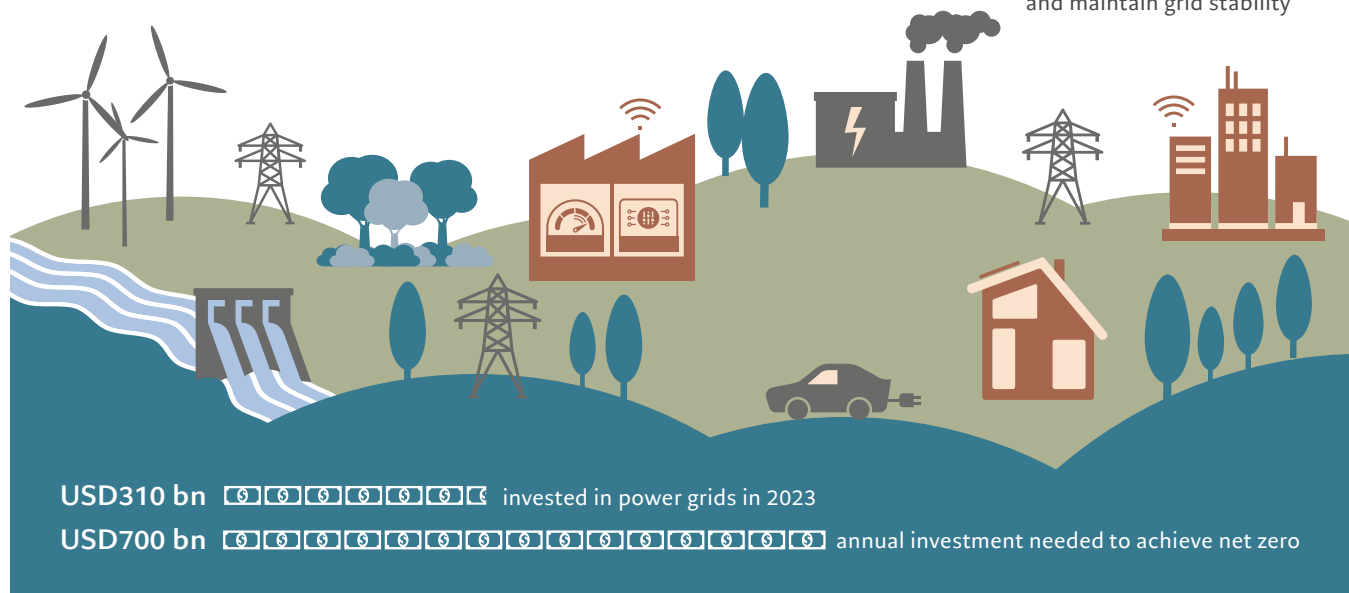 and maintain grid stability
USD310 bn invested in power grids in 2023
USD700 bn annual investment needed to achieve net zero